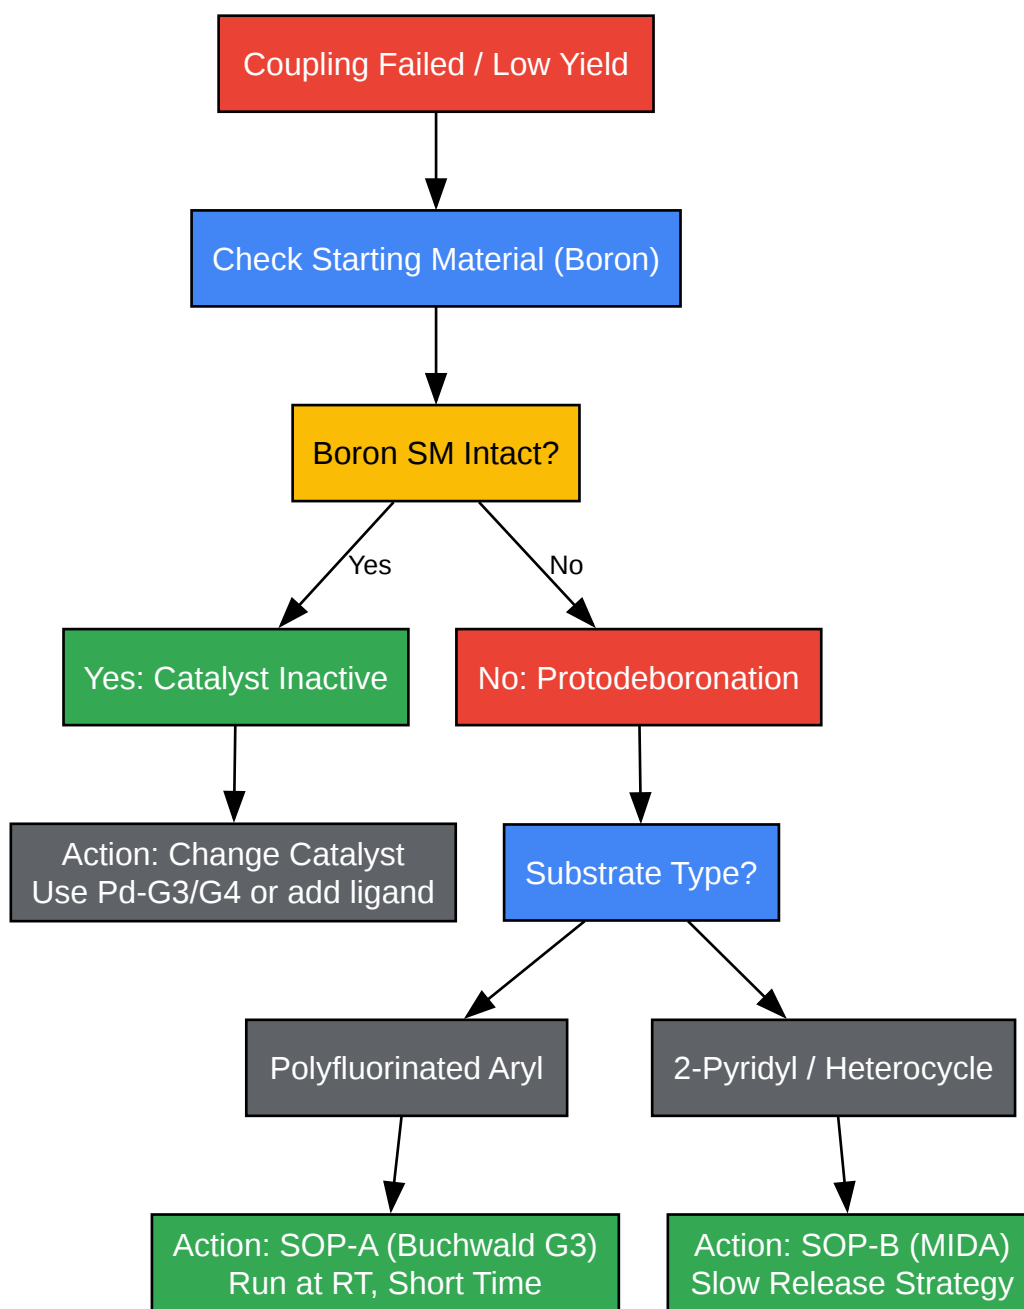 Coupling Failed / Low Yield
Check Starting Material (Boron)
Boron SM Intact?
Yes
No
Yes: Catalyst Inactive
No: Protodeboronation
Action: Change Catalyst
Use Pd-G3/G4 or add ligand
Substrate Type?
Polyfluorinated Aryl
2-Pyridyl / Heterocycle
Action: SOP-A (Buchwald G3)
Run at RT, Short Time
Action: SOP-B (MIDA)
Slow Release Strategy